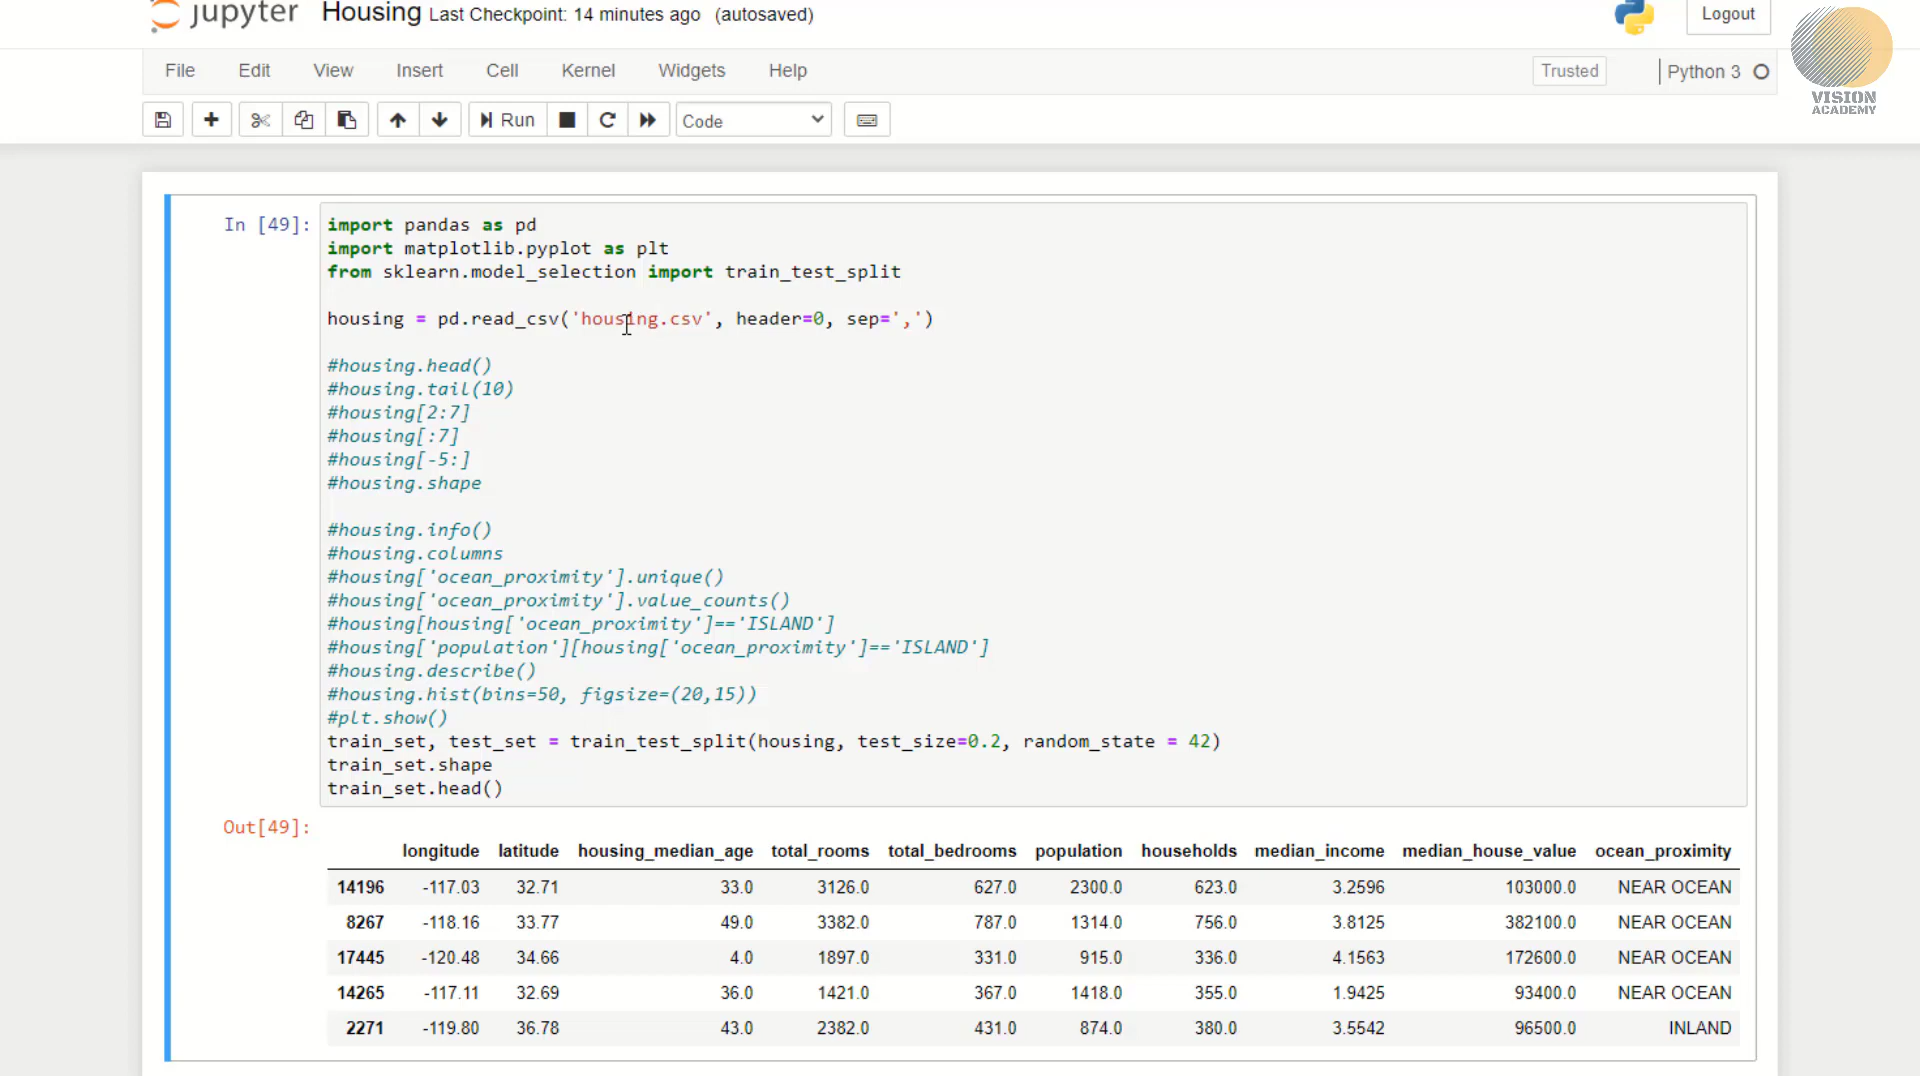 jupyter Housing Last Checkpoint: 14 minutes ago (autosaved) Logout
VISION
ACADEMY
File Edit View Insert Cell Kernel Widgets Help Trusted Python 3
Run Code
In [49]:
import pandas as pd
import matplotlib.pyplot as plt
from sklearn.model_selection import train_test_split
housing = pd.read_csv('housing.csv', header=0, sep=',')
#housing.head()
#housing.tail(10)
#housing[2:7]
#housing[:7]
#housing[-5:]
#housing.shape
#housing.info()
#housing.columns
#housing['ocean_proximity'].unique()
#housing['ocean_proximity'].value_counts()
#housing[housing['ocean_proximity']=='ISLAND']
#housing['population'][housing['ocean_proximity']=='ISLAND']
#housing.describe()
#housing.hist(bins=50, figsize=(20,15))
#plt.show()
train_set, test_set = train_test_split(housing, test_size=0.2, random_state = 42)
train_set.shape
train_set.head()
Out[49]:
longitude latitude housing_median_age total_rooms total_bedrooms population households median_income median_house_value ocean_proximity
14196 -117.03 32.71 33.0 3126.0 627.0 2300.0 623.0 3.2596 103000.0 NEAR OCEAN
8267 -118.16 33.77 49.0 3382.0 787.0 1314.0 756.0 3.8125 382100.0 NEAR OCEAN
17445 -120.48 34.66 4.0 1897.0 331.0 915.0 336.0 4.1563 172600.0 NEAR OCEAN
14265 -117.11 32.69 36.0 1421.0 367.0 1418.0 355.0 1.9425 93400.0 NEAR OCEAN
2271 -119.80 36.78 43.0 2382.0 431.0 874.0 380.0 3.5542 96500.0 INLAND